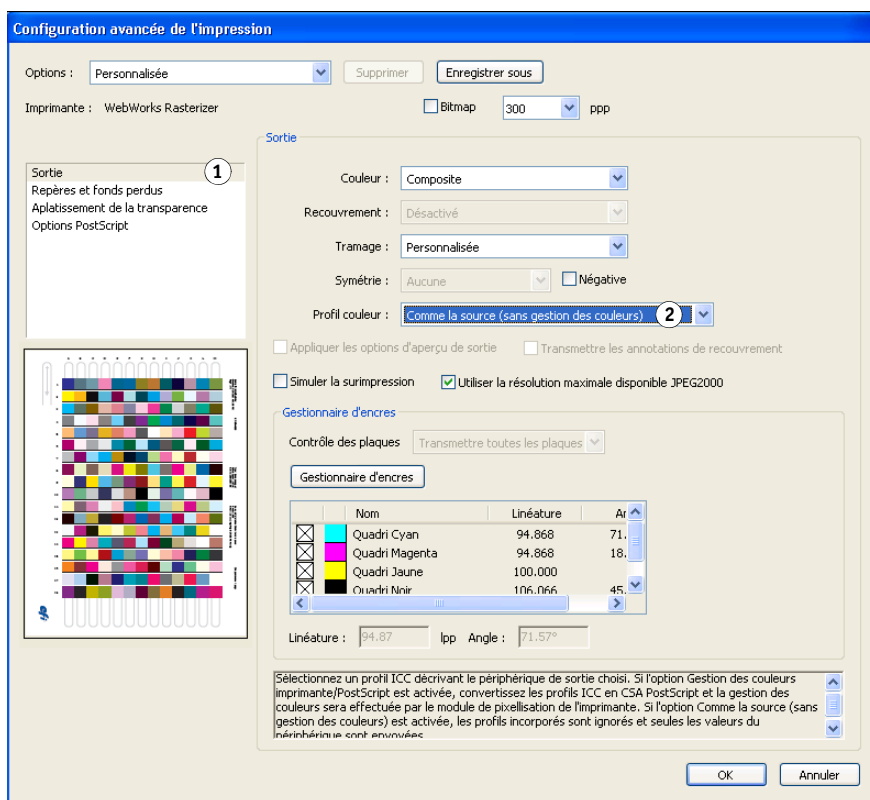 Configuration avancée de l'impression
Options : Personnalisée Supprimer Enregistrer sous
Imprimante : WebWorks Rasterizer Bitmap 300 ppp
Sortie
Sortie 1
Repères et fonds perdus
Aplatissement de la transparence
Options PostScript
Couleur : Composite
Recouvrement : Désactivé
Tramage : Personnalisée
Symétrie : Aucune Négative
Profil couleur : Comme la source (sans gestion des couleurs) 2
Appliquer les options d'aperçu de sortie Transmettre les annotations de recouvrement
Simuler la surimpression Utiliser la résolution maximale disponible JPEG2000
Gestionnaire d'encres
Contrôle des plaques Transmettre toutes les plaques
Gestionnaire d'encres
Nom Linéature Ar
Quadri Cyan 94.868 71.
Quadri Magenta 94.868 18.
Quadri Jaune 100.000
Quadri Noir 106.066 45.
Linéature : 94.87 lpp Angle : 71.57°
Sélectionnez un profil ICC décrivant le périphérique de sortie choisi. Si l'option Gestion des couleurs
imprimante/PostScript est activée, convertissez les profils ICC en CSA PostScript et la gestion des
couleurs sera effectuée par le module de pixellisation de l'imprimante. Si l'option Comme la source (sans
gestion des couleurs) est activée, les profils incorporés sont ignorés et seules les valeurs du
périphérique sont envoyées
OK Annuler